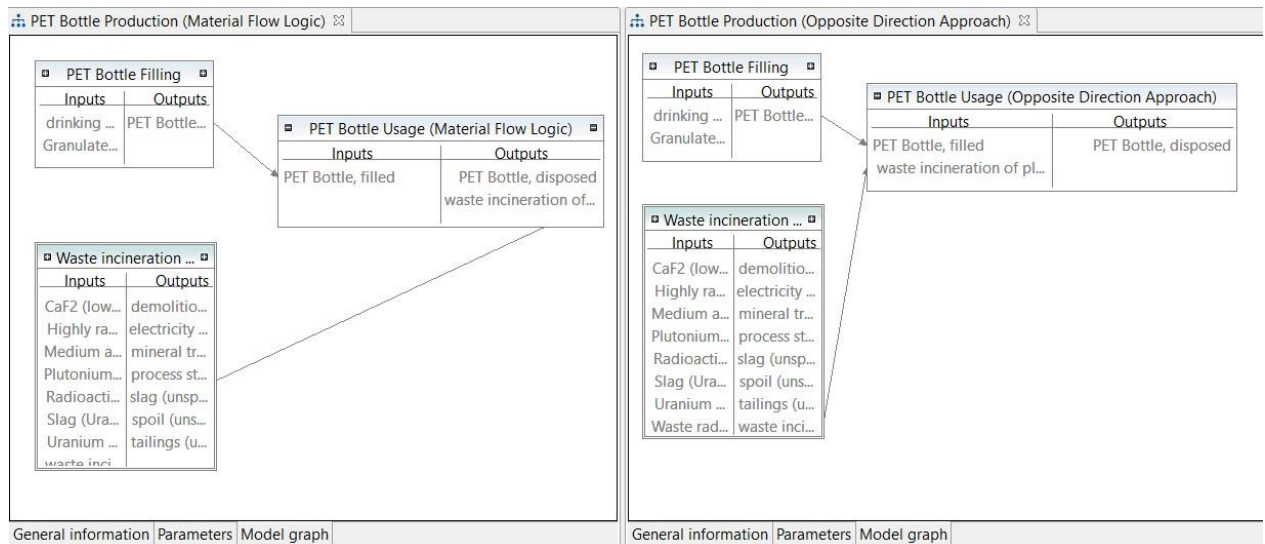 PET Bottle Production (Material Flow Logic)
PET Bottle Filling
Inputs Outputs
drinking ... PET Bottle...
Granulate...
PET Bottle Usage (Material Flow Logic)
Inputs Outputs
PET Bottle, filled PET Bottle, disposed
waste incineration of...
Waste incineration ...
Inputs Outputs
CaF2 (low... demolitio...
Highly ra... electricity ...
Medium a... mineral tr...
Plutonium... process st...
Radioacti... slag (unsp...
Slag (Ura... spoil (uns...
Uranium ... tailings (u...
waste inci...
General information Parameters Model graph
PET Bottle Production (Opposite Direction Approach)
PET Bottle Filling
Inputs Outputs
drinking ... PET Bottle...
Granulate...
PET Bottle Usage (Opposite Direction Approach)
Inputs Outputs
PET Bottle, filled PET Bottle, disposed
waste incineration of pl...
Waste incineration ...
Inputs Outputs
CaF2 (low... demolitio...
Highly ra... electricity ...
Medium a... mineral tr...
Plutonium... process st...
Radioacti... slag (unsp...
Slag (Ura... spoil (uns...
Uranium ... tailings (u...
Waste rad... waste inci...
General information Parameters Model graph